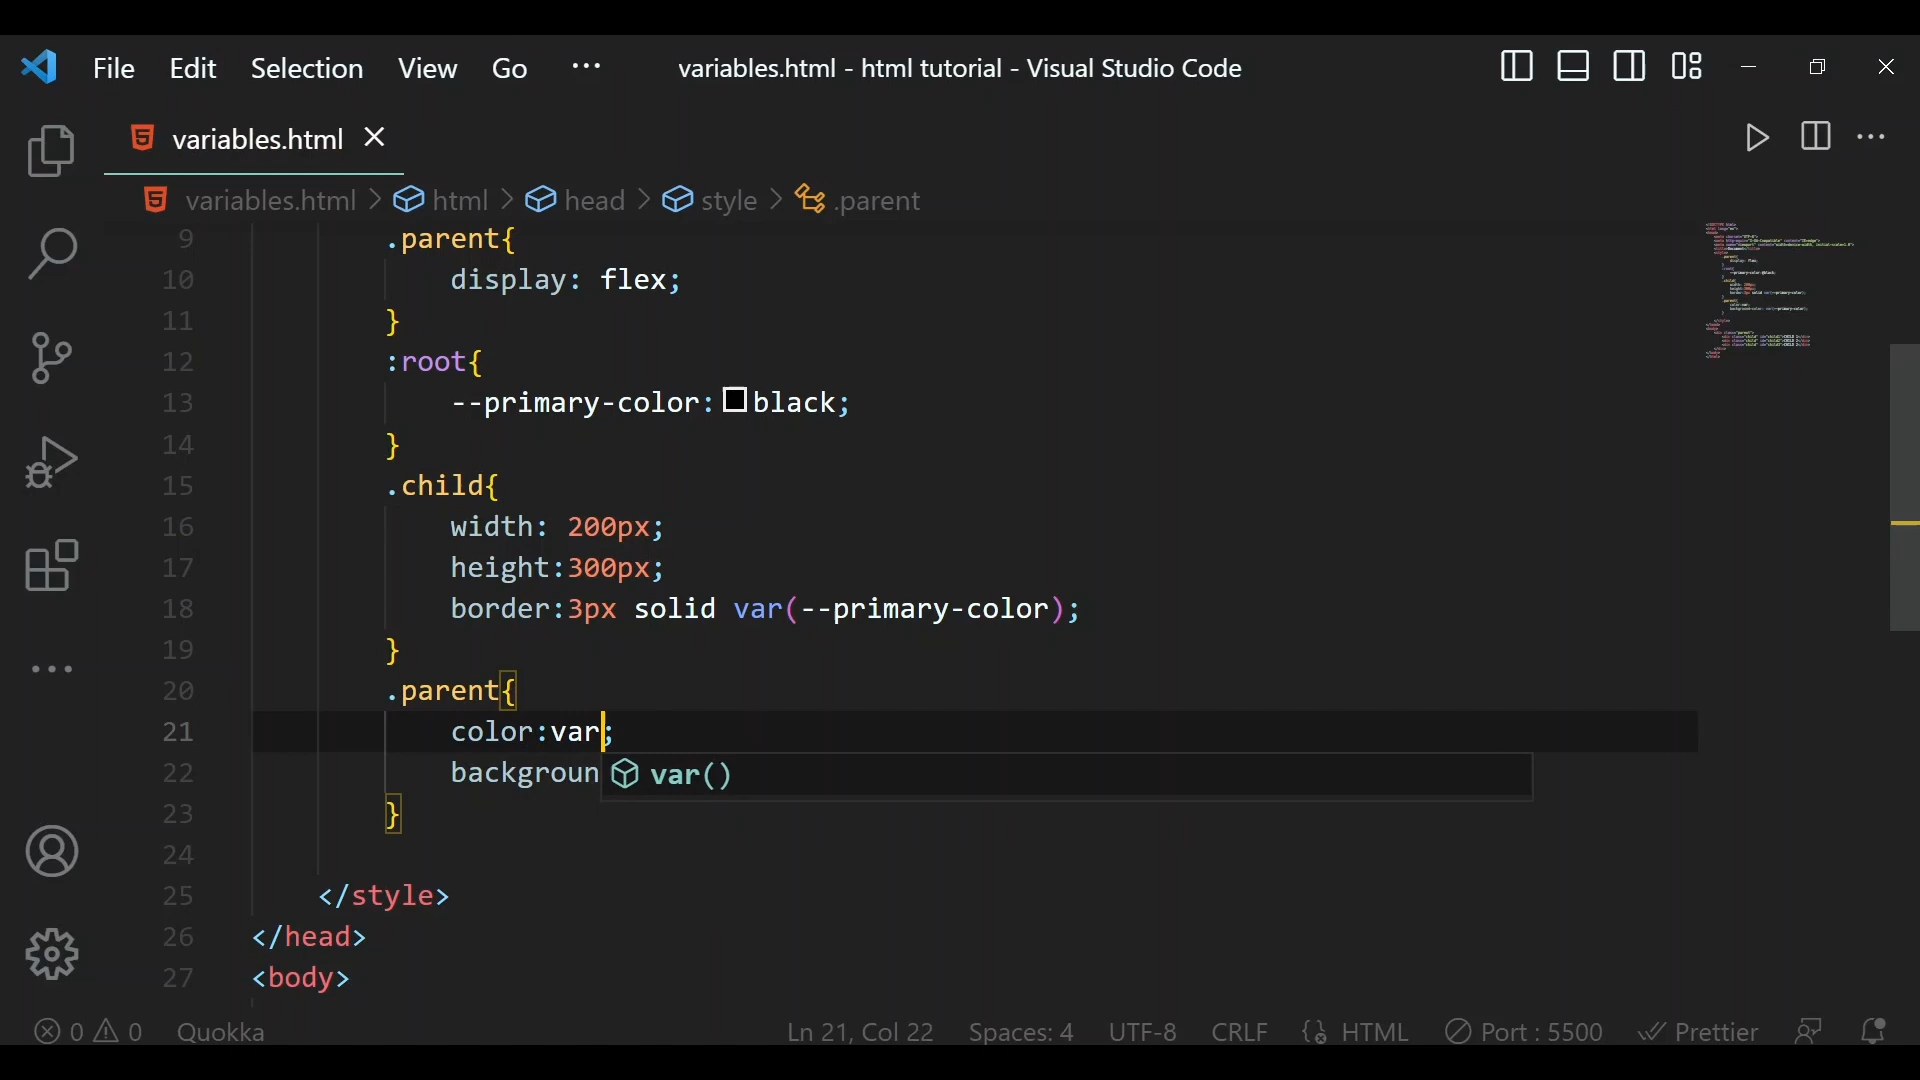 File Edit Selection View Go ··· variables.html - html tutorial - Visual Studio Code
variables.html
variables.html > html > head > style > .parent
9 .parent{
10 display: flex;
11 }
12 :root{
13 --primary-color: black;
14 }
15 .child{
16 width: 200px;
17 height:300px;
18 border:3px solid var(--primary-color);
19 }
20 .parent{
21 color:var;
22 backgroun var()
23 }
24
25 </style>
26 </head>
27 <body>
0 0 Quokka Ln 21, Col 22 Spaces: 4 UTF-8 CRLF HTML Port : 5500 Prettier